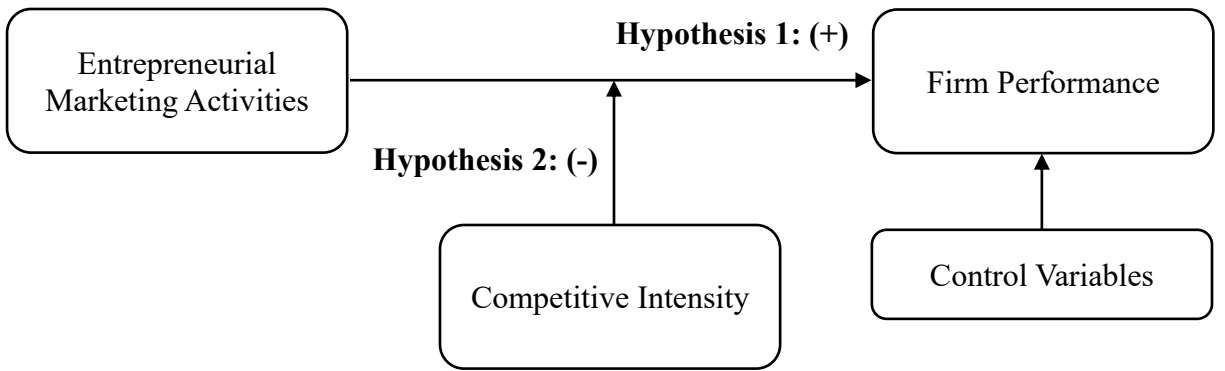 Hypothesis 1: (+)
Entrepreneurial
Marketing Activities
Firm Performance
Hypothesis 2: (-)
Competitive Intensity
Control Variables